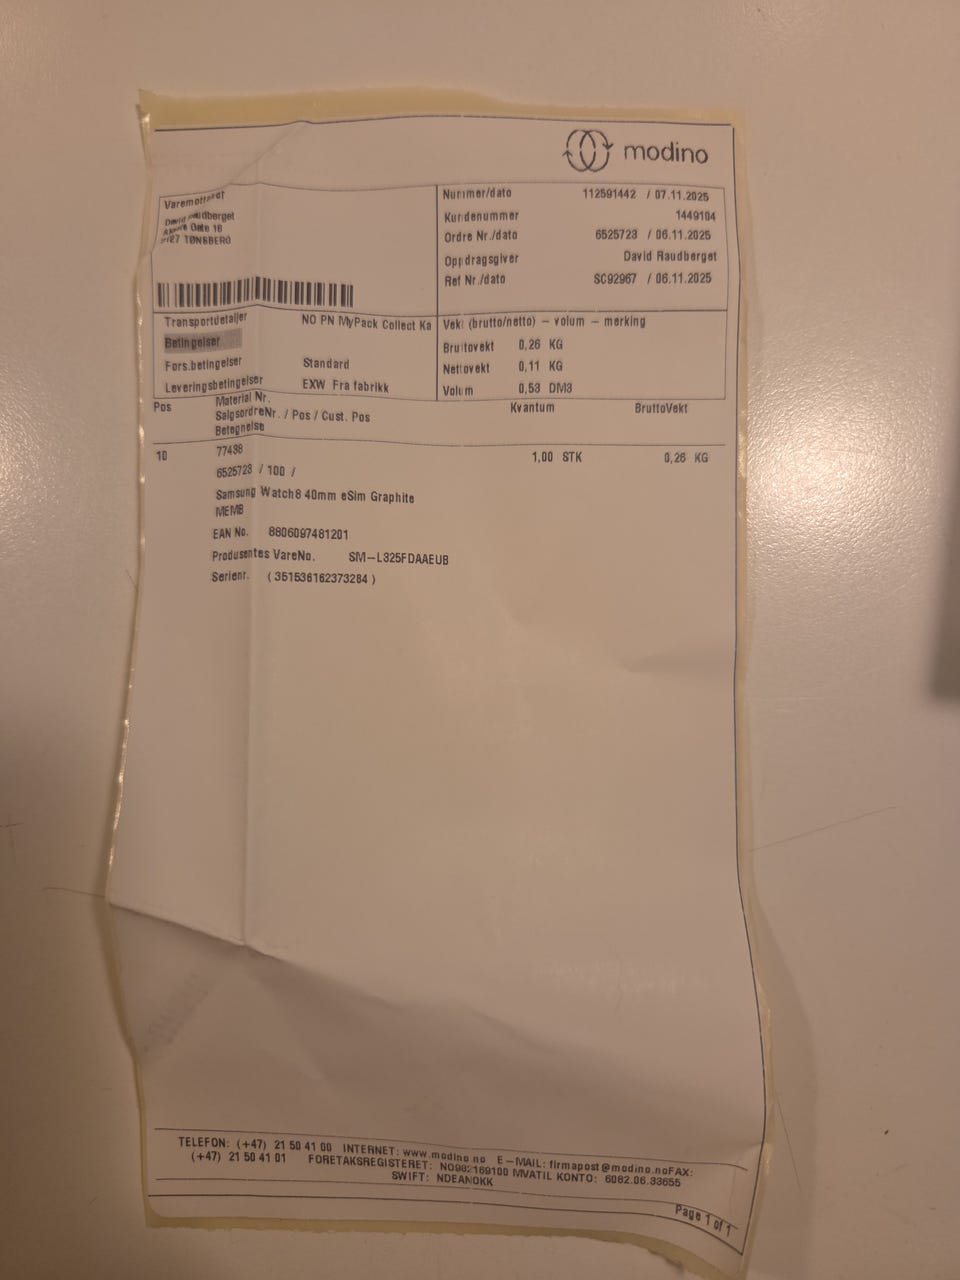 modino
Varemottaker
David Raudberget
Gate 18
3127 TØNSBERG
Nummer/dato 112591442 / 07.11.2025
Kundenummer 1449104
Ordre Nr./dato 6525723 / 06.11.2025
Oppdragsgiver David Raudberget
Ref Nr./dato SC92967 / 06.11.2025
Transportdetaljer NO PN MyPack Collect Ka
Betingelser
Fors.betingelser Standard
Leveringsbetingelser EXW Fra fabrikk
Vekt (brutto/netto) – volum – merking
Bruttovekt 0,26 KG
Nettovekt 0,11 KG
Volum 0,53 DM3
Pos Material Nr. Kvantum BruttoVekt
SalgsordreNr. / Pos / Cust. Pos
Betegnelse
10 77438 1,00 STK 0,26 KG
6525723 / 100 /
Samsung Watch8 40mm eSim Graphite
MEMB
EAN No. 8806097481201
Produsentes VareNo. SM-L325FDAAEUB
Serienr. ( 351536162373284 )
TELEFON: (+47) 21 50 41 00 INTERNET: www.modino.no E-MAIL: firmapost@modino.noFAX:
(+47) 21 50 41 01 FORETAKSREGISTERET: NO982169100 MVATIL KONTO: 6082.06.33655
SWIFT: NDEANOKK
Page 1 of 1